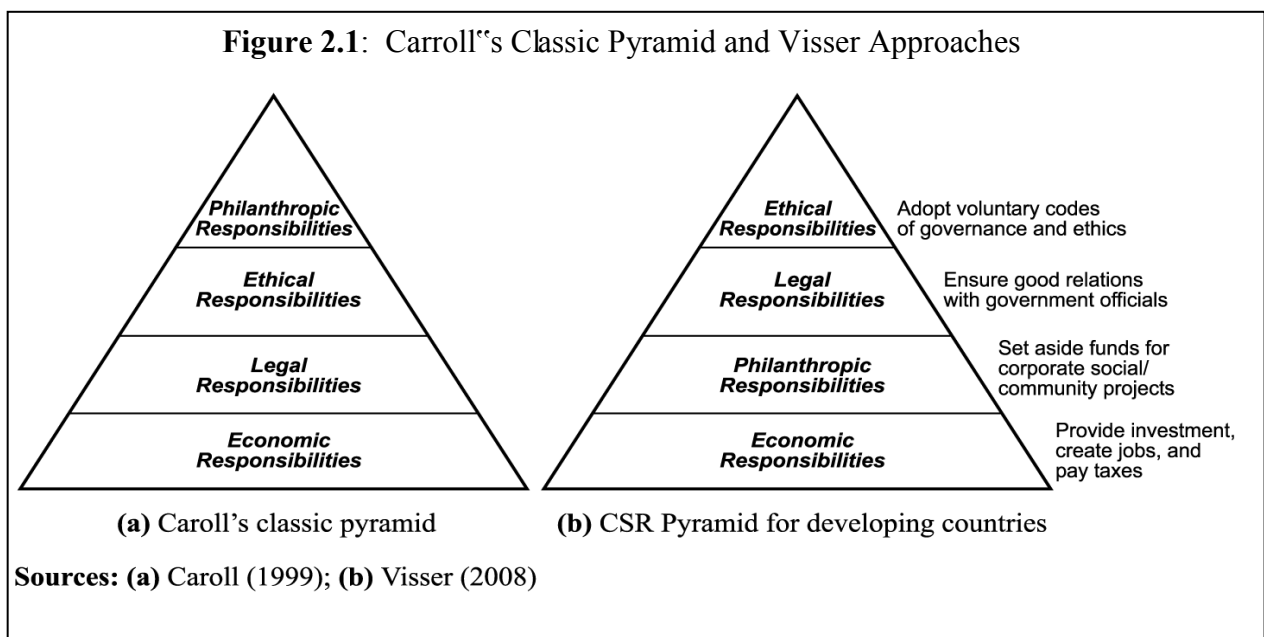 Figure 2.1: Carroll‟s Classic Pyramid and Visser Approaches
Philanthropic
Responsibilities
Ethical
Responsibilities
Legal
Responsibilities
Economic
Responsibilities
(a) Caroll’s classic pyramid
Ethical
Responsibilities
Adopt voluntary codes
of governance and ethics
Legal
Responsibilities
Ensure good relations
with government officials
Philanthropic
Responsibilities
Set aside funds for
corporate social/
community projects
Economic
Responsibilities
Provide investment,
create jobs, and
pay taxes
(b) CSR Pyramid for developing countries
Sources: (a) Caroll (1999); (b) Visser (2008)